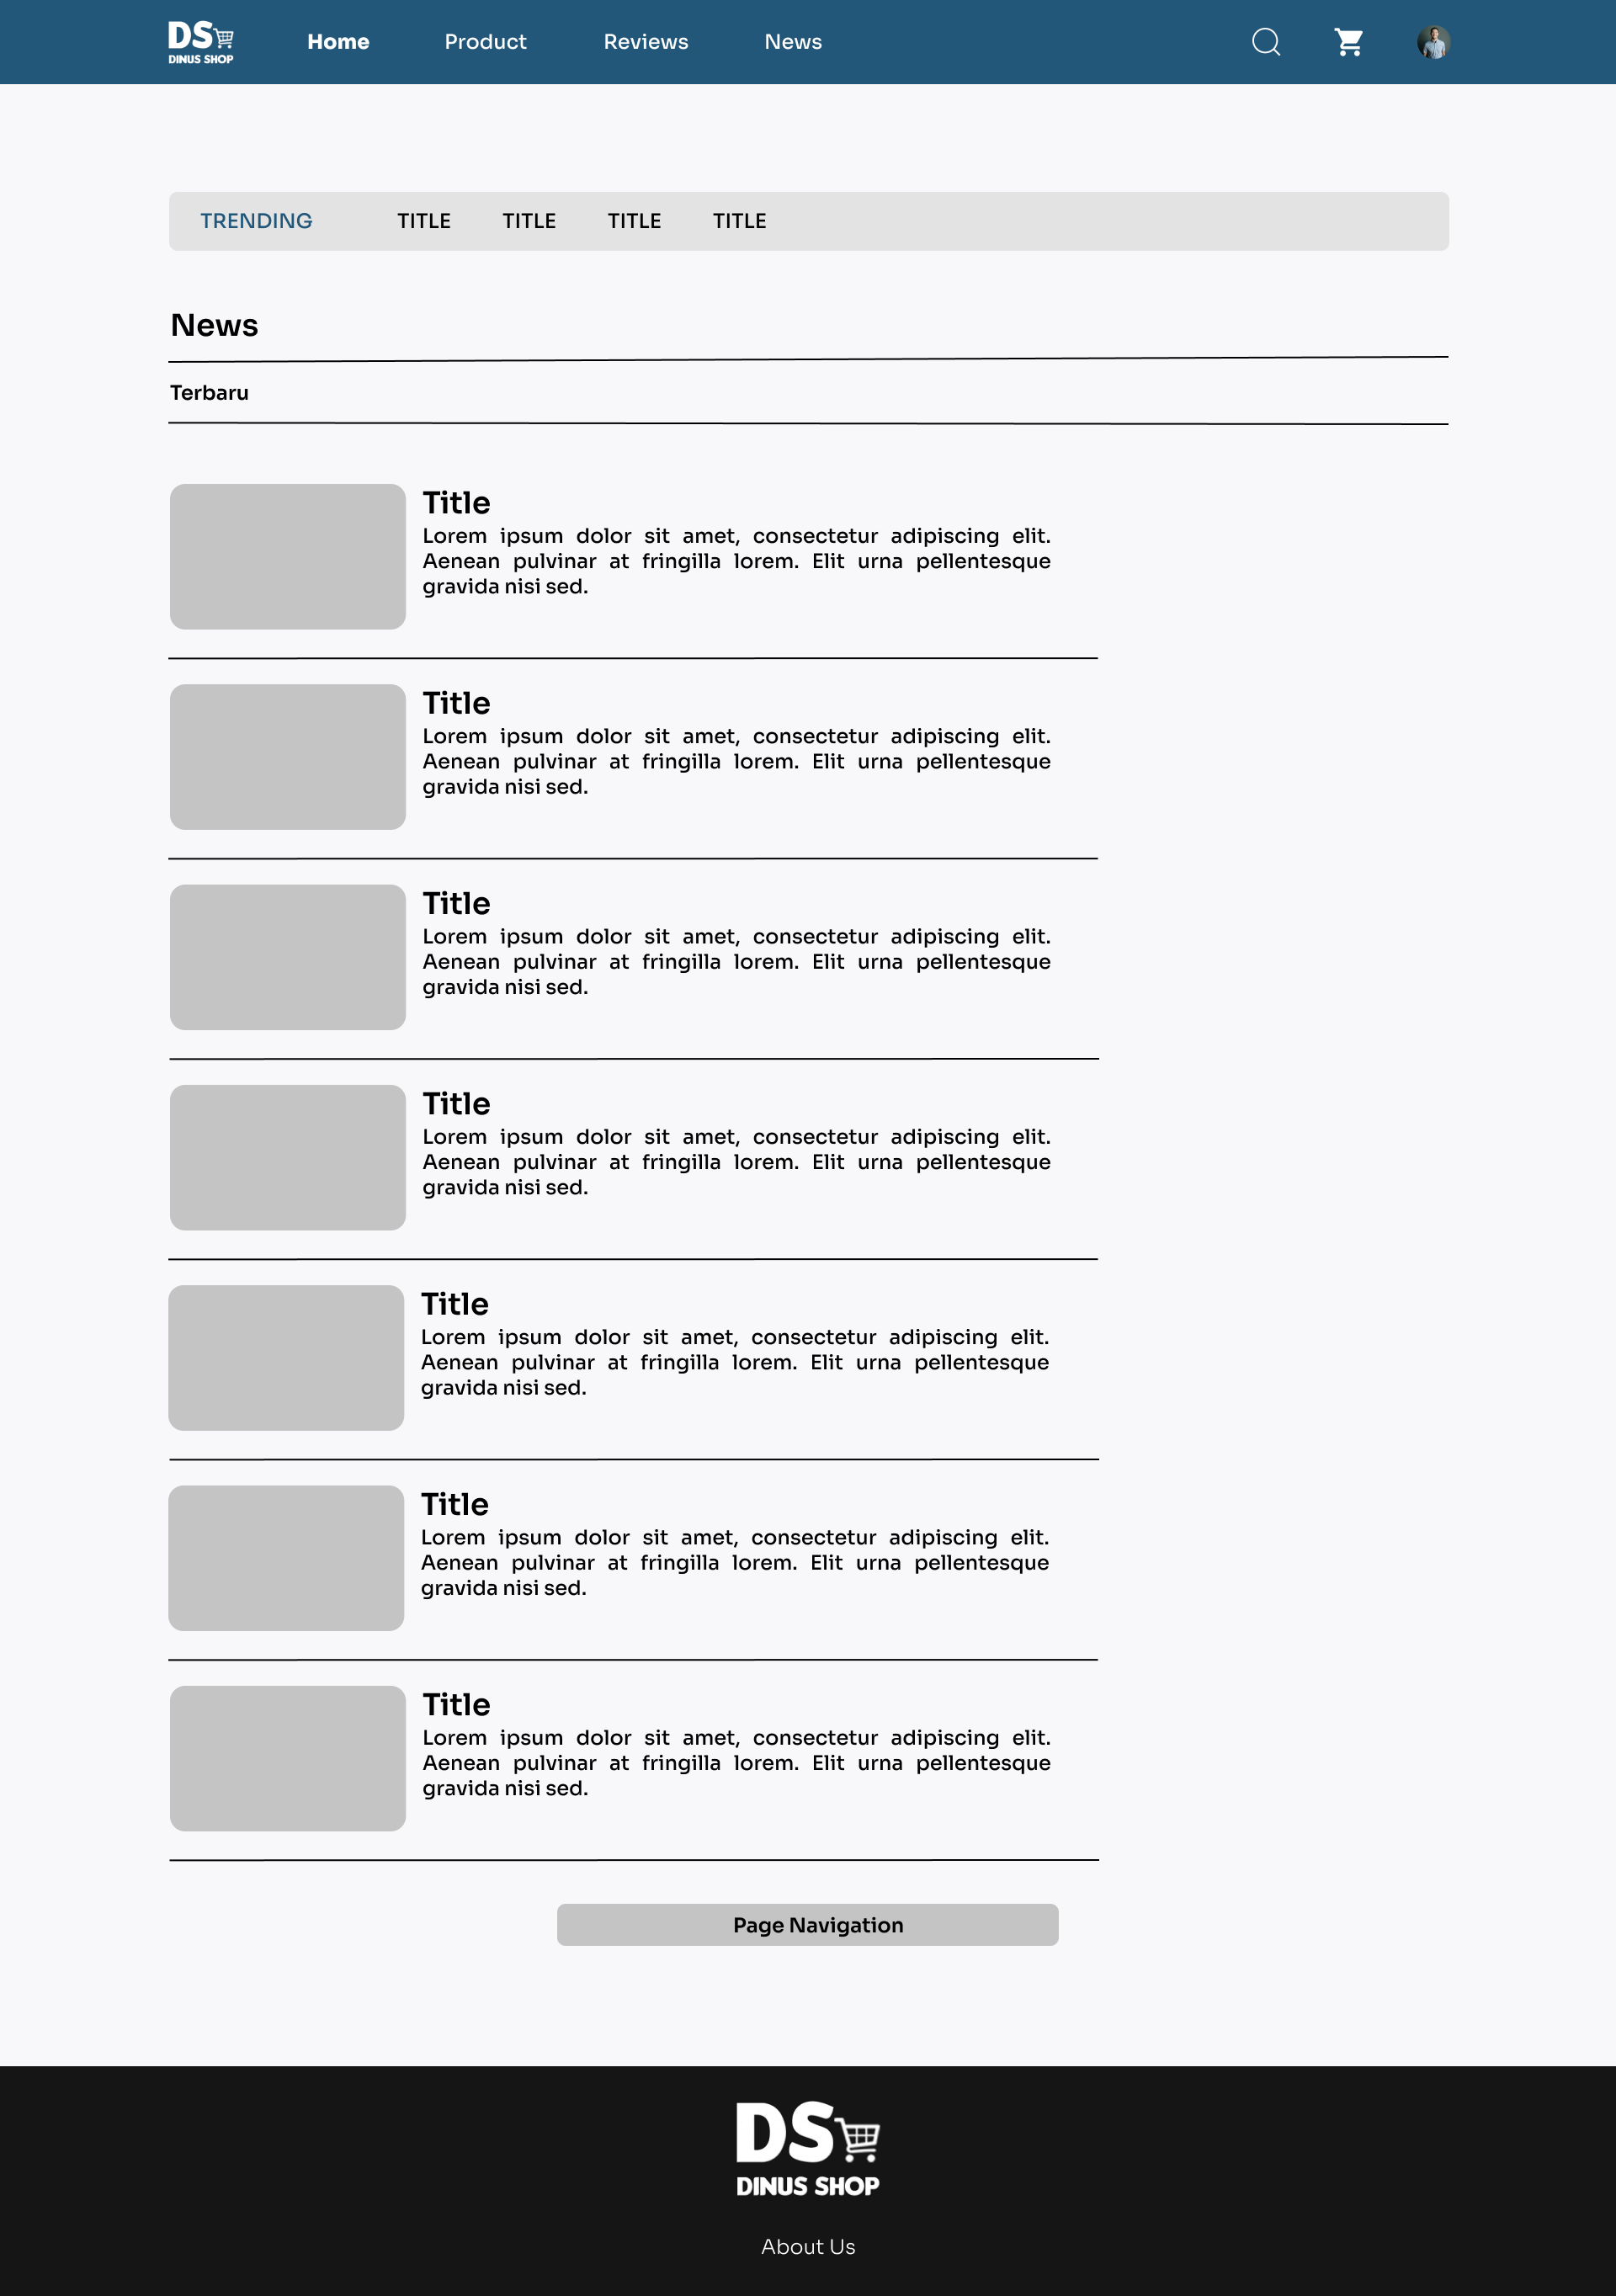 DS
DINUS SHOP
Home Product Reviews News
TRENDING TITLE TITLE TITLE TITLE
News
Terbaru
Title
Lorem ipsum dolor sit amet, consectetur adipiscing elit.
Aenean pulvinar at fringilla lorem. Elit urna pellentesque
gravida nisi sed.
Title
Lorem ipsum dolor sit amet, consectetur adipiscing elit.
Aenean pulvinar at fringilla lorem. Elit urna pellentesque
gravida nisi sed.
Title
Lorem ipsum dolor sit amet, consectetur adipiscing elit.
Aenean pulvinar at fringilla lorem. Elit urna pellentesque
gravida nisi sed.
Title
Lorem ipsum dolor sit amet, consectetur adipiscing elit.
Aenean pulvinar at fringilla lorem. Elit urna pellentesque
gravida nisi sed.
Title
Lorem ipsum dolor sit amet, consectetur adipiscing elit.
Aenean pulvinar at fringilla lorem. Elit urna pellentesque
gravida nisi sed.
Title
Lorem ipsum dolor sit amet, consectetur adipiscing elit.
Aenean pulvinar at fringilla lorem. Elit urna pellentesque
gravida nisi sed.
Title
Lorem ipsum dolor sit amet, consectetur adipiscing elit.
Aenean pulvinar at fringilla lorem. Elit urna pellentesque
gravida nisi sed.
Page Navigation
DS
DINUS SHOP
About Us